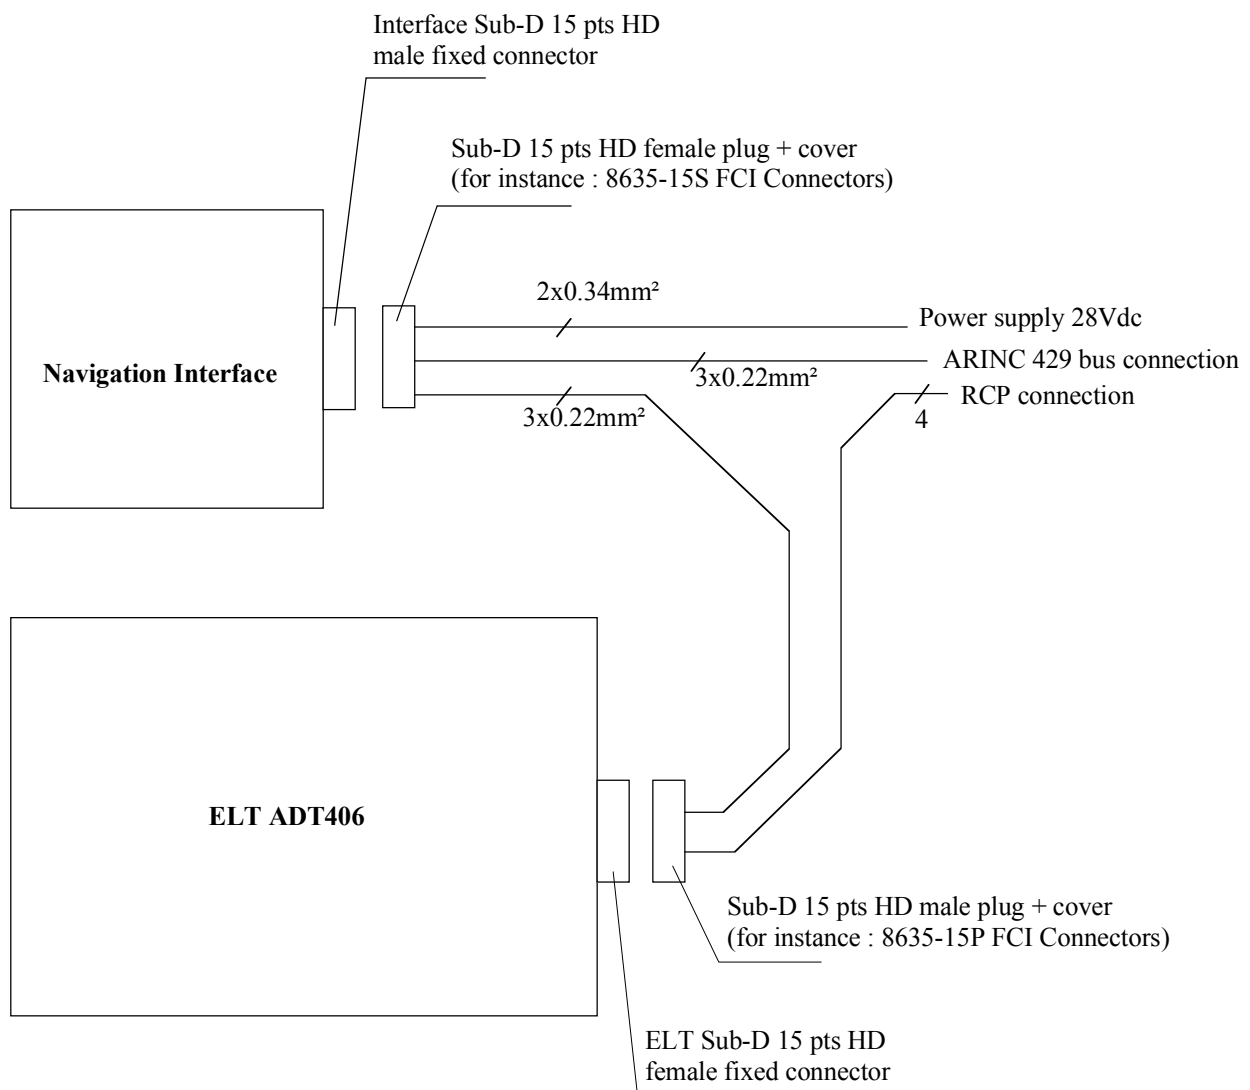 Interface Sub-D 15 pts HD
male fixed connector
Sub-D 15 pts HD female plug + cover
(for instance : 8635-15S FCI Connectors)
2x0.34mm²
Power supply 28Vdc
Navigation Interface
3x0.22mm²
ARINC 429 bus connection
3x0.22mm²
RCP connection
4
ELT ADT406
Sub-D 15 pts HD male plug + cover
(for instance : 8635-15P FCI Connectors)
ELT Sub-D 15 pts HD
female fixed connector